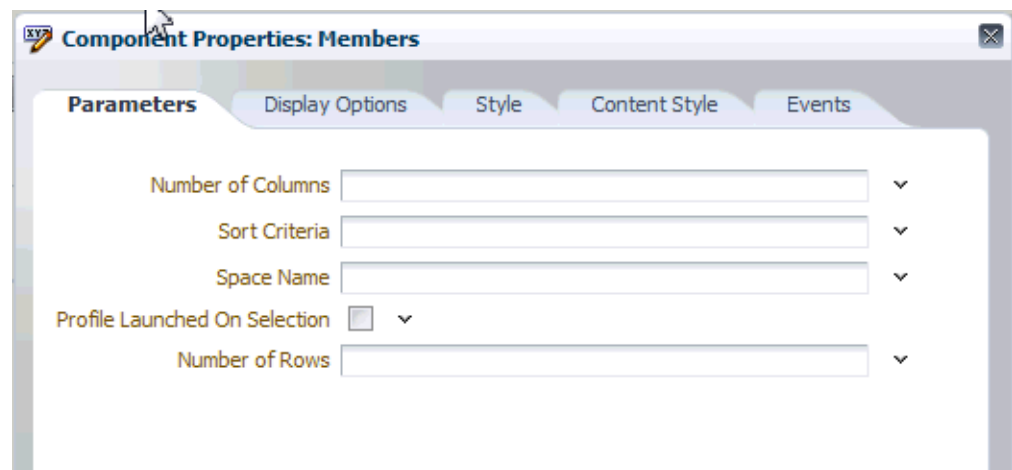 Component Properties: Members
Parameters Display Options Style Content Style Events
Number of Columns
Sort Criteria
Space Name
Profile Launched On Selection
Number of Rows